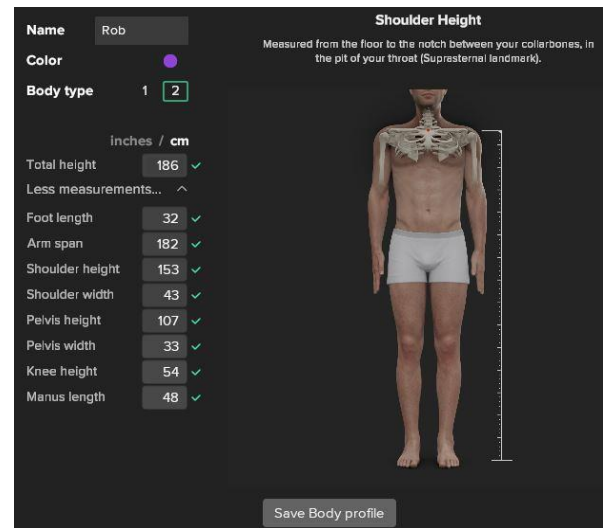 Name Rob
Color
Body type 1 2
inches / cm
Total height 186
Less measurements...
Foot length 32
Arm span 182
Shoulder height 153
Shoulder width 43
Pelvis height 107
Pelvis width 33
Knee height 54
Manus length 48
Shoulder Height
Measured from the floor to the notch between your collarbones, in
the pit of your throat (Suprasternal landmark).
Save Body profile